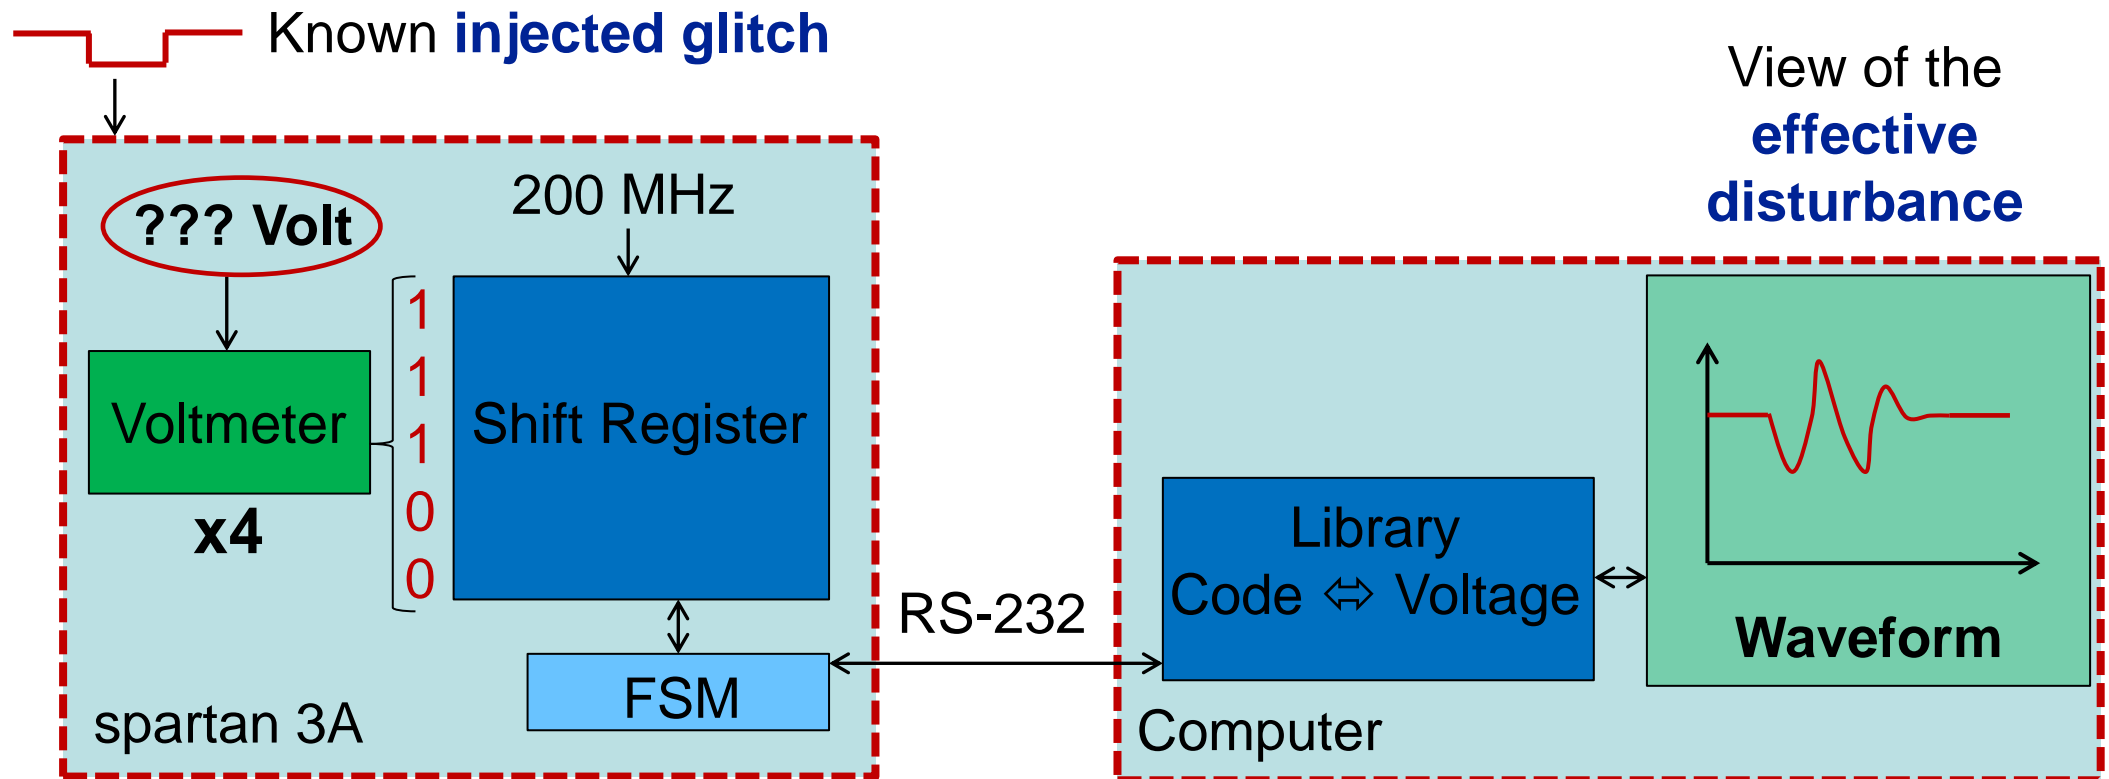 Known injected glitch
??? Volt
200 MHz
Voltmeter
x4
1
1
1
0
0
Shift Register
FSM
spartan 3A
RS-232
View of the
effective
disturbance
Library
Code ⇔ Voltage
Waveform
Computer